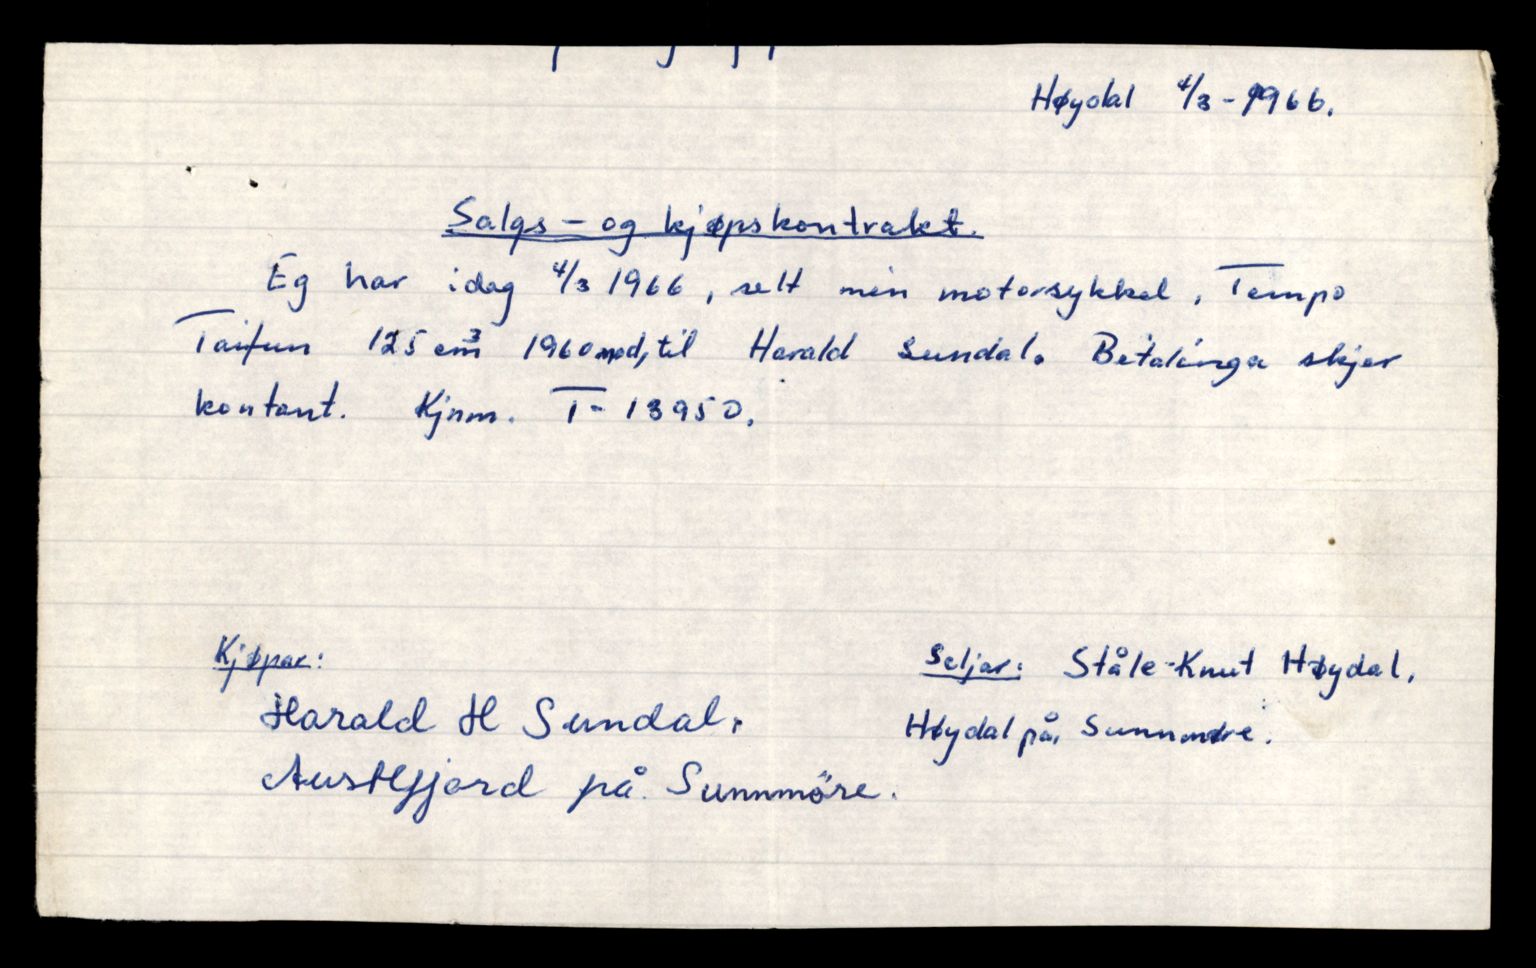 Høydal 4/3-1966.
Salgs- og kjøpskontrakt.
Eg har idag 4/3 1966, selt min motorsykkel, Tempo
Taifun 125 cm³ 1960 mod, til Harald Sundal. Betalinga skjer
kontant. Kjnm. T-13950.
Kjøpar:
Harald H Sundal.
Austefjord på Sunnmöre.
Seljar: Ståle-Knut Høydal,
Høydal på Sunnmøre.